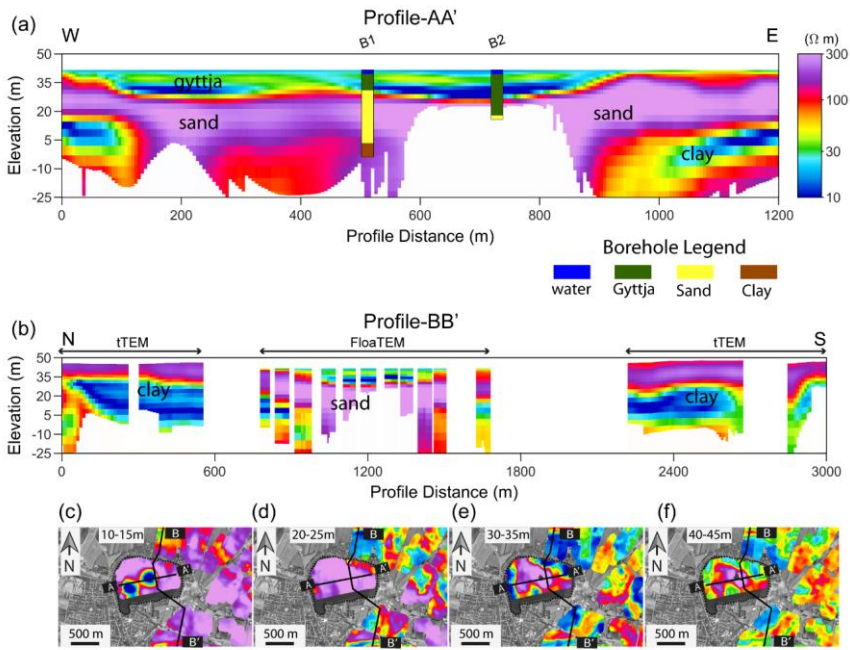 (a)
Profile-AA'
W
B1
B2
E
(Ω m)
50
35
20
5
-10
-25
Elevation (m)
gyttja
sand
sand
clay
300
100
30
10
0 200 400 600 800 1000 1200
Profile Distance (m)
Borehole Legend
water Gyttja Sand Clay
(b)
Profile-BB'
N
S
tTEM
FloaTEM
tTEM
50
35
20
5
-10
-25
Elevation (m)
clay
sand
clay
0 600 1200 1800 2400 3000
Profile Distance (m)
(c)
10-15m
B
N
A
A'
B'
500 m
(d)
20-25m
B
N
A
A'
B'
500 m
(e)
30-35m
B
N
A
A'
B'
500 m
(f)
40-45m
B
N
A
A'
B'
500 m